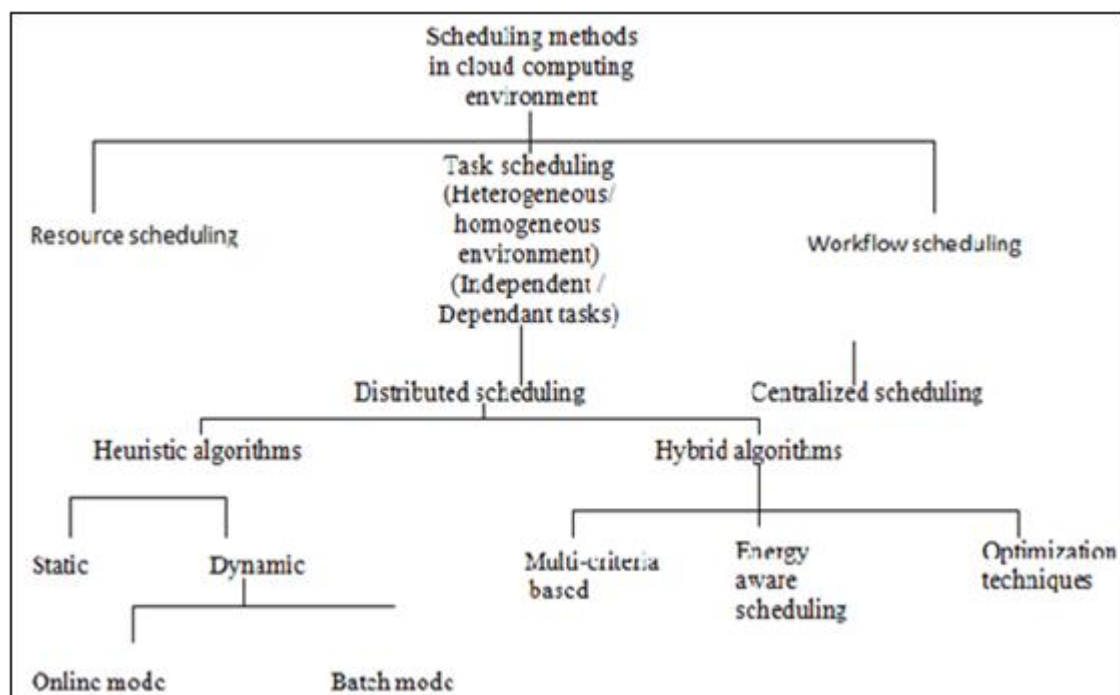 Scheduling methods
in cloud computing
environment
Task scheduling
(Heterogeneous/
homogeneous
environment)
(Independent /
Dependant tasks)
Resource scheduling
Workflow scheduling
Distributed scheduling
Centralized scheduling
Heuristic algorithms
Hybrid algorithms
Static
Dynamic
Multi-criteria
based
Energy
aware
scheduling
Optimization
techniques
Online mode
Batch mode